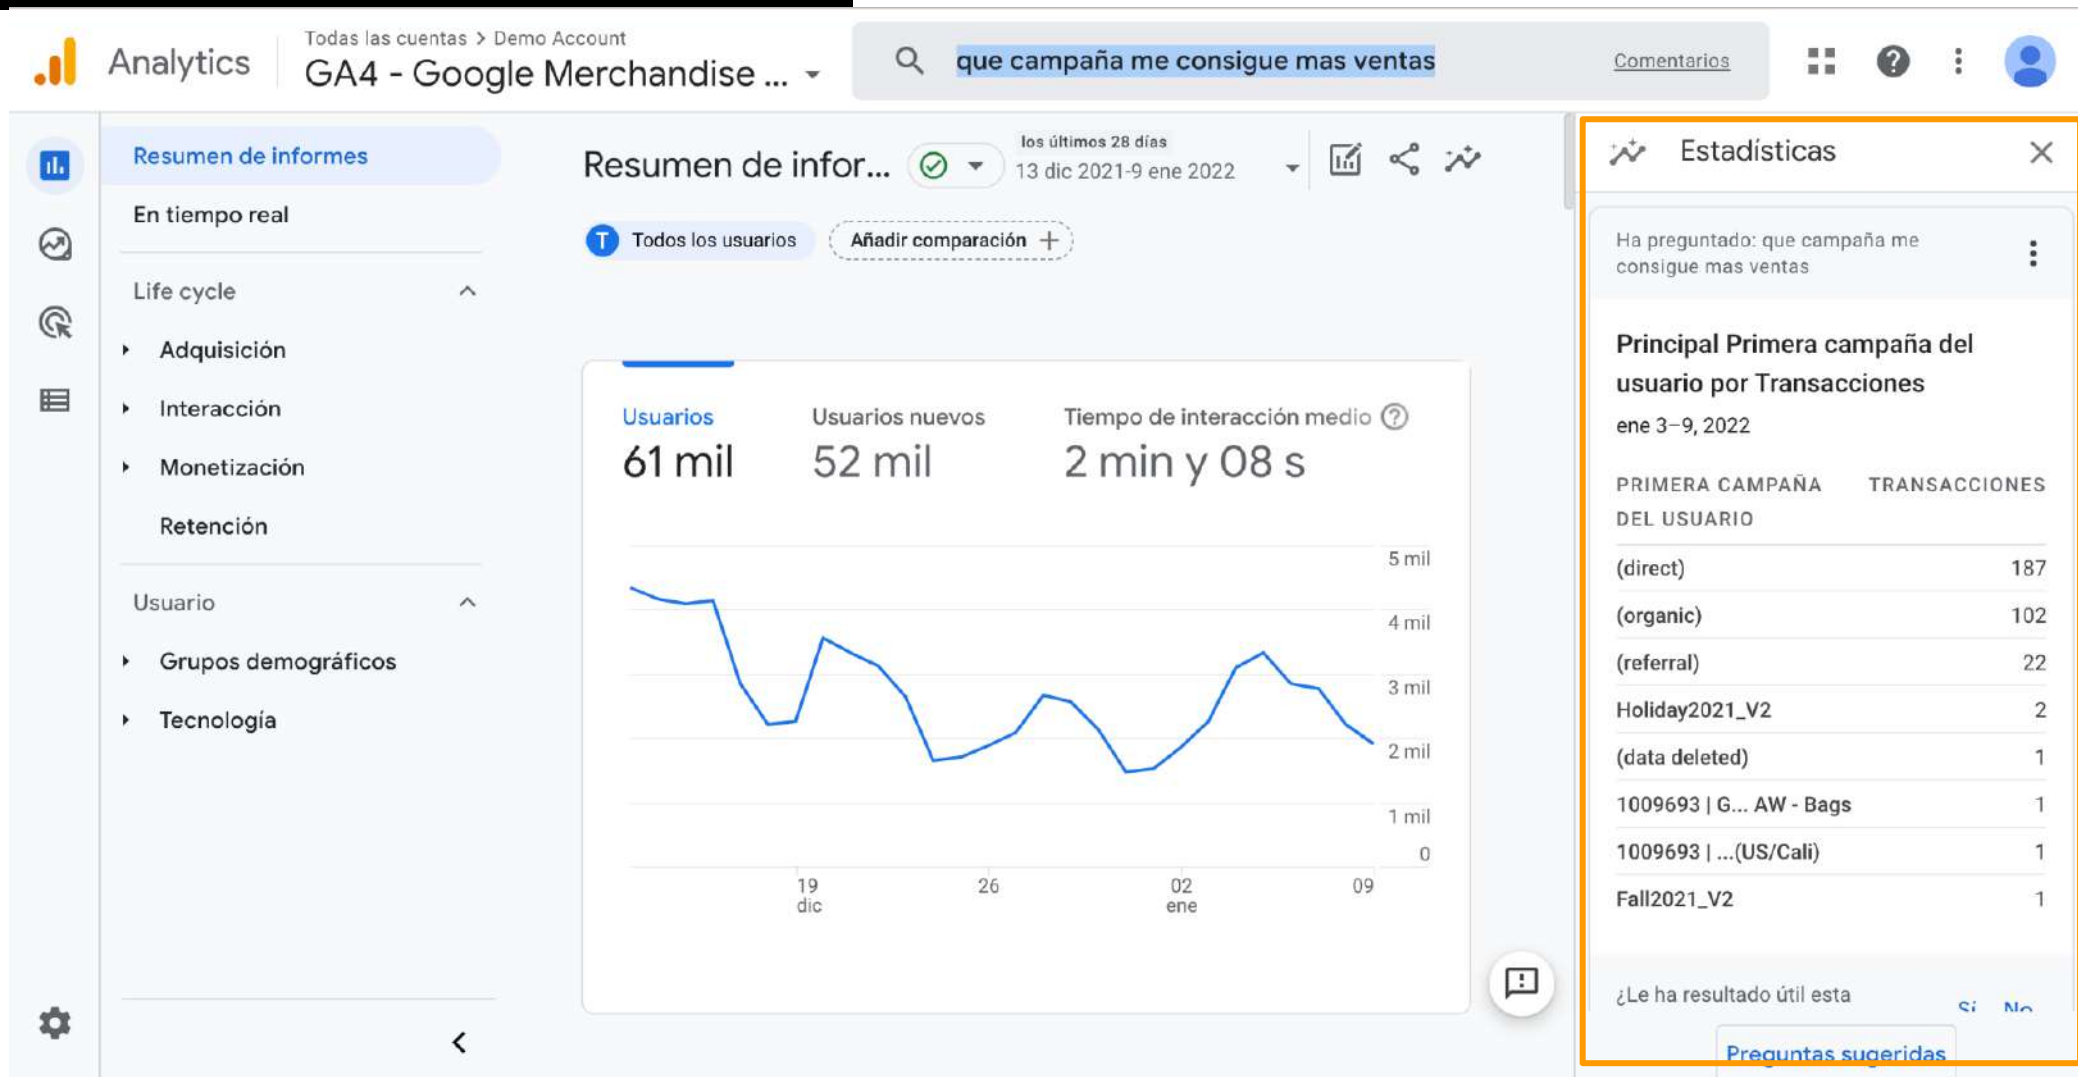 Todas las cuentas > Demo Account
Analytics
GA4 - Google Merchandise ...
que campaña me consigue mas ventas
Comentarios
Resumen de informes
En tiempo real
Life cycle
Adquisición
Interacción
Monetización
Retención
Usuario
Grupos demográficos
Tecnología
Resumen de infor...
los últimos 28 días
13 dic 2021-9 ene 2022
T Todos los usuarios
Añadir comparación +
Usuarios
61 mil
Usuarios nuevos
52 mil
Tiempo de interacción medio
2 min y 08 s
5 mil
4 mil
3 mil
2 mil
1 mil
0
19
dic
26
02
ene
09
Estadísticas
Ha preguntado: que campaña me
consigue mas ventas
Principal Primera campaña del
usuario por Transacciones
ene 3–9, 2022
PRIMERA CAMPAÑA TRANSACCIONES
DEL USUARIO
(direct) 187
(organic) 102
(referral) 22
Holiday2021_V2 2
(data deleted) 1
1009693 | G... AW - Bags 1
1009693 | ...(US/Cali) 1
Fall2021_V2 1
¿Le ha resultado útil esta
Sí No
Preguntas sugeridas